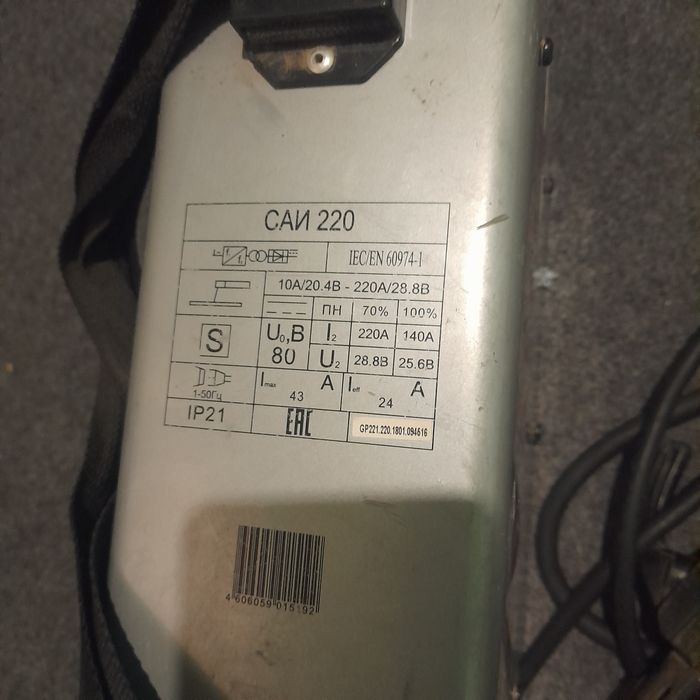 САИ 220
IEC/EN 60974-1
10А/20.4В - 220А/28.8В
ПН 70% 100%
S U₀,В I₂ 220А 140А
80 U₂ 28.8В 25.6В
1-50Гц Imax 43 А Ieff 24 А
IP21 EAC GP221.220.1801.094616
4 606059 015192